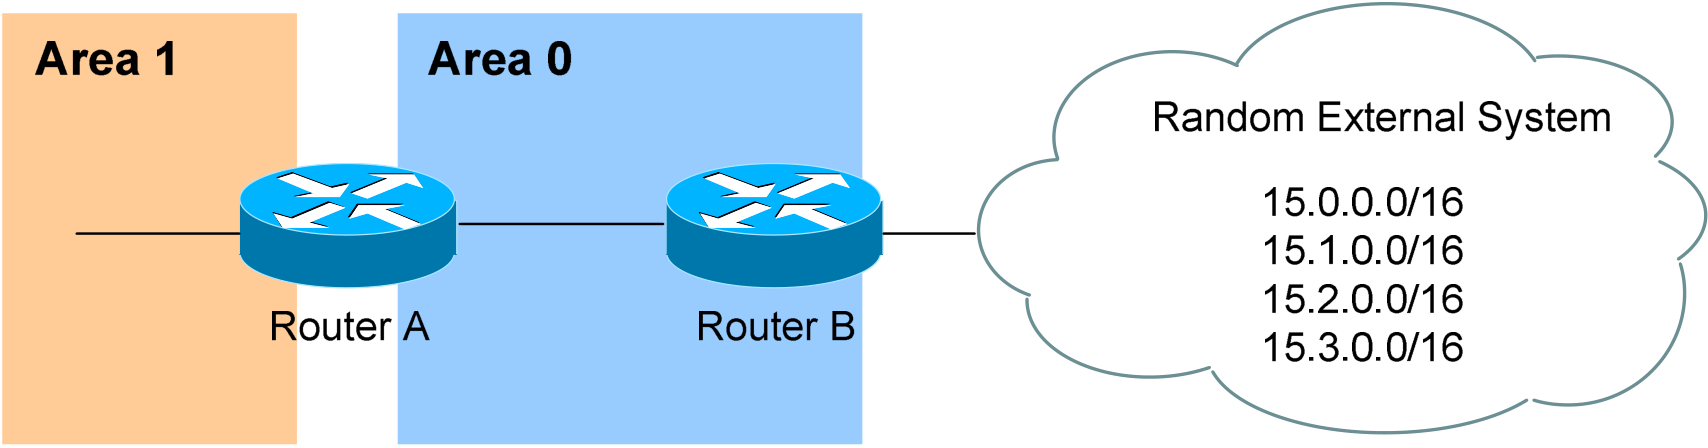 Area 1
Area 0
Random External System
15.0.0.0/16
15.1.0.0/16
15.2.0.0/16
15.3.0.0/16
Router A
Router B